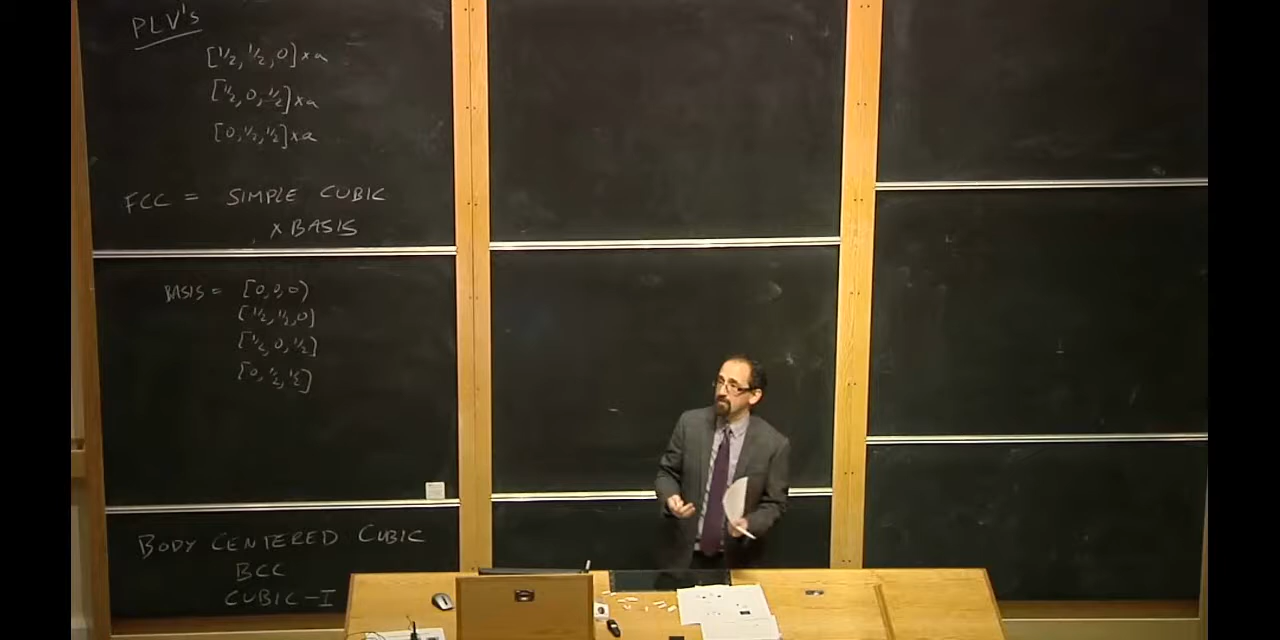 PLV's
[1/2, 1/2, 0] x a
[1/2, 0, 1/2] x a
[0, 1/2, 1/2] x a
FCC = SIMPLE CUBIC
x BASIS
BASIS = [0, 0, 0)
[1/2, 1/2, 0]
[1/2, 0, 1/2]
[0, 1/2, 1/2]
BODY CENTERED CUBIC
BCC
CUBIC - I